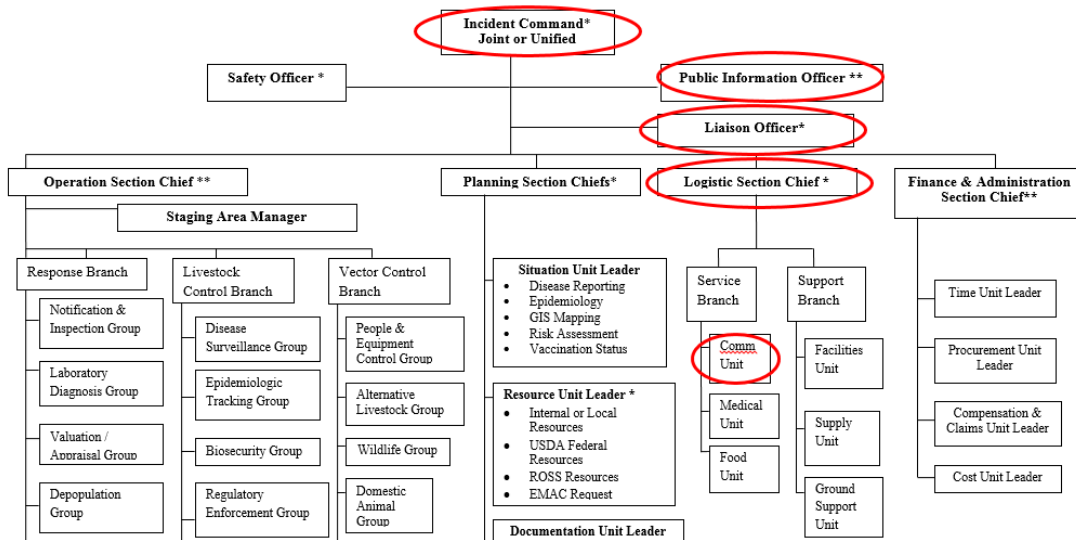 Incident Command*
Joint or Unified
Safety Officer *
Public Information Officer **
Liaison Officer*
Operation Section Chief **
Planning Section Chiefs*
Logistic Section Chief *
Finance & Administration
Section Chief**
Staging Area Manager
Response Branch
Livestock
Control Branch
Vector Control
Branch
Notification &
Inspection Group
Laboratory
Diagnosis Group
Valuation /
Appraisal Group
Depopulation
Group
Disease
Surveillance Group
Epidemiologic
Tracking Group
Biosecurity Group
Regulatory
Enforcement Group
People &
Equipment
Control Group
Alternative
Livestock Group
Wildlife Group
Domestic
Animal
Group
Situation Unit Leader
• Disease Reporting
• Epidemiology
• GIS Mapping
• Risk Assessment
• Vaccination Status
Resource Unit Leader *
• Internal or Local
Resources
• USDA Federal
Resources
• ROSS Resources
• EMAC Request
Documentation Unit Leader
Service
Branch
Comm
Unit
Medical
Unit
Food
Unit
Support
Branch
Facilities
Unit
Supply
Unit
Ground
Support
Unit
Time Unit Leader
Procurement Unit
Leader
Compensation &
Claims Unit Leader
Cost Unit Leader